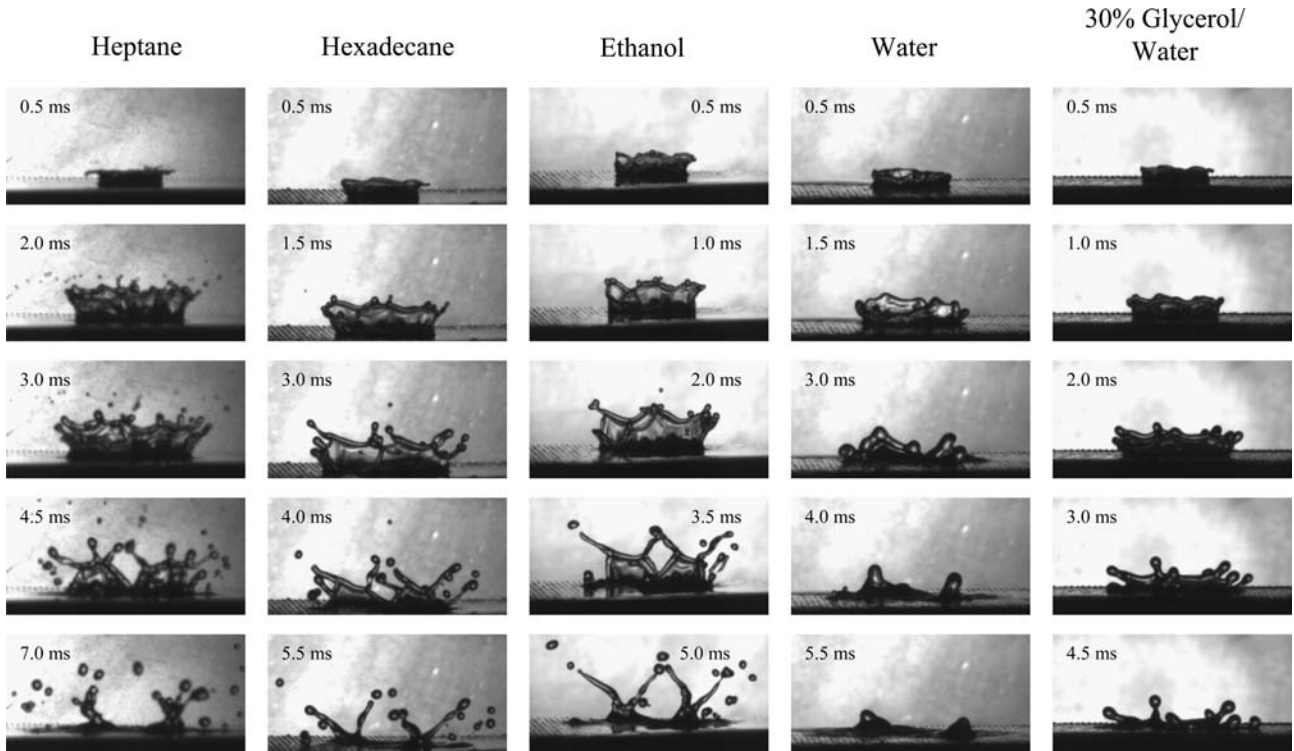 Heptane
Hexadecane
Ethanol
Water
30% Glycerol/
Water
0.5 ms
0.5 ms
0.5 ms
0.5 ms
0.5 ms
2.0 ms
1.5 ms
1.0 ms
1.5 ms
1.0 ms
3.0 ms
3.0 ms
2.0 ms
3.0 ms
2.0 ms
4.5 ms
4.0 ms
3.5 ms
4.0 ms
3.0 ms
7.0 ms
5.5 ms
5.0 ms
5.5 ms
4.5 ms